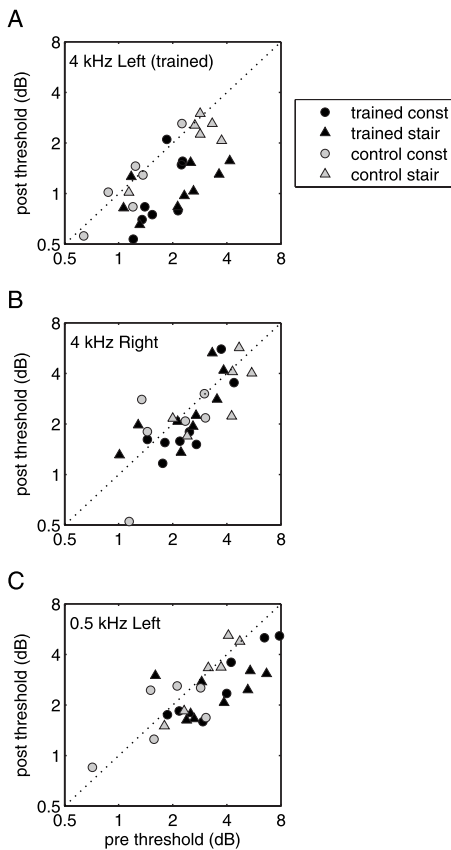 A
4 kHz Left (trained)
post threshold (dB)
8
4
2
1
0.5
0.5 1 2 4 8
trained const
trained stair
control const
control stair
B
4 kHz Right
post threshold (dB)
8
4
2
1
0.5
0.5 1 2 4 8
C
0.5 kHz Left
post threshold (dB)
8
4
2
1
0.5
0.5 1 2 4 8
pre threshold (dB)